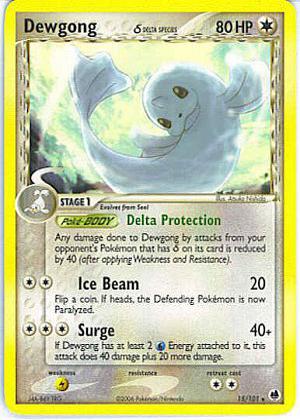 Dewgong δ DELTA SPECIES 80 HP
Illus. Atsuko Nishida
STAGE 1 Evolves from Seel
Poké-BODY Delta Protection
Any damage done to Dewgong by attacks from your
opponent's Pokémon that has δ on its card is reduced
by 40 (after applying Weakness and Resistance).
Ice Beam 20
Flip a coin. If heads, the Defending Pokémon is now
Paralyzed.
Surge 40+
If Dewgong has at least 2 Energy attached to it, this
attack does 40 damage plus 20 more damage.
weakness resistance retreat cost
©2006 Pokémon/Nintendo 15/101 ★